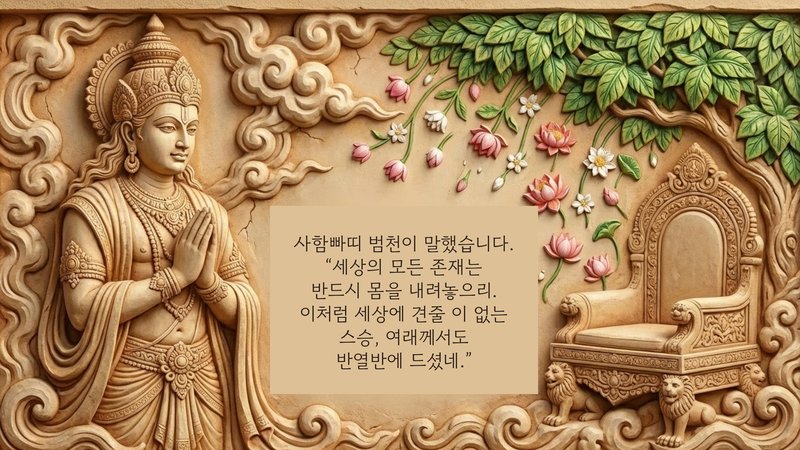 사함빠띠 범천이 말했습니다.
“세상의 모든 존재는
반드시 몸을 내려놓으리.
이처럼 세상에 견줄 이 없는
스승, 여래께서도
반열반에 드셨네.”